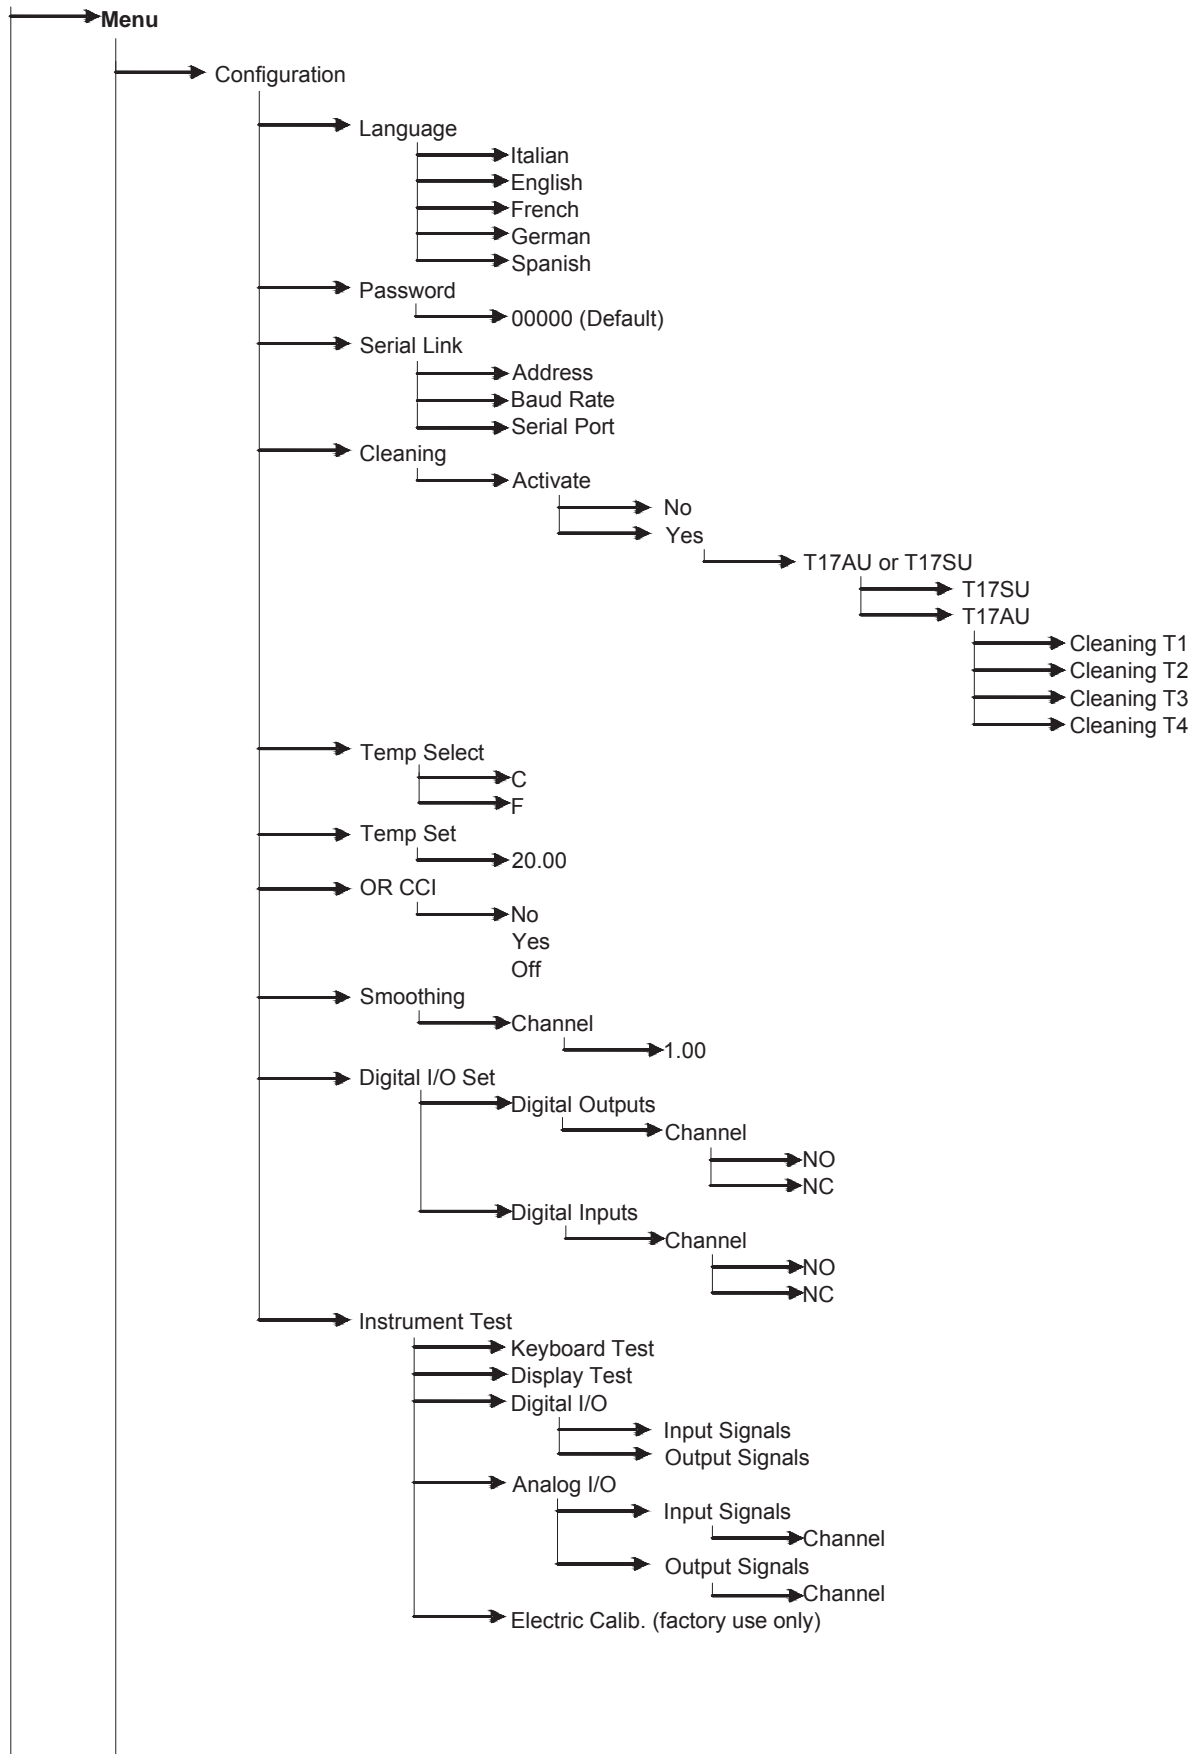 Menu
Configuration
Language
Italian
English
French
German
Spanish
Password
00000 (Default)
Serial Link
Address
Baud Rate
Serial Port
Cleaning
Activate
No
Yes
T17AU or T17SU
T17SU
T17AU
Cleaning T1
Cleaning T2
Cleaning T3
Cleaning T4
Temp Select
C
F
Temp Set
20.00
OR CCI
No
Yes
Off
Smoothing
Channel
1.00
Digital I/O Set
Digital Outputs
Channel
NO
NC
Digital Inputs
Channel
NO
NC
Instrument Test
Keyboard Test
Display Test
Digital I/O
Input Signals
Output Signals
Analog I/O
Input Signals
Channel
Output Signals
Channel
Electric Calib. (factory use only)